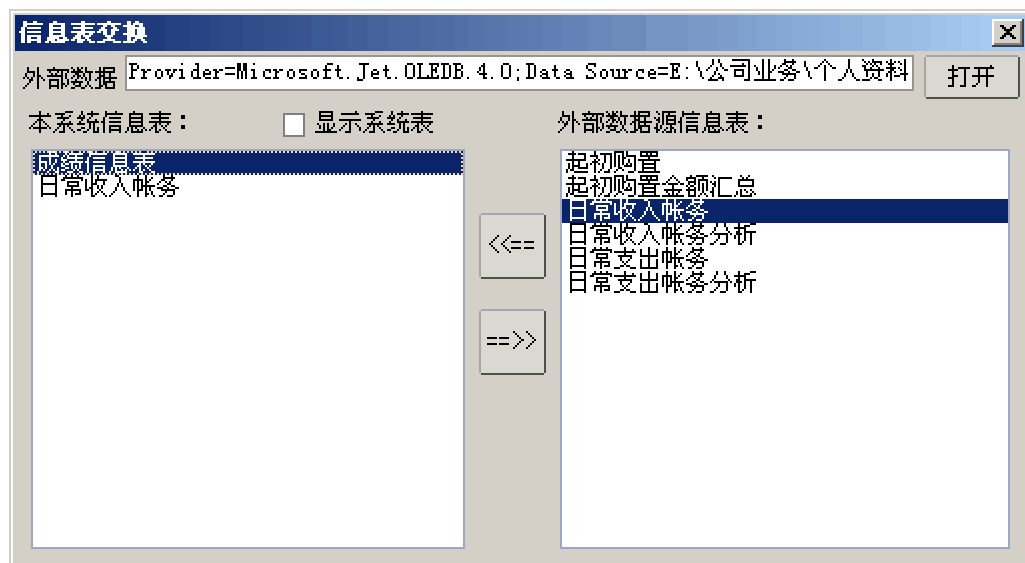 信息表交换
外部数据 Provider=Microsoft.Jet.OLEDB.4.0;Data Source=E:\公司业务\个人资料 打开
本系统信息表： 显示系统表 外部数据源信息表：
成绩信息表
日常收入帐务
<<==
==>>
起初购置
起初购置金额汇总
日常收入帐务
日常收入帐务分析
日常支出帐务
日常支出帐务分析